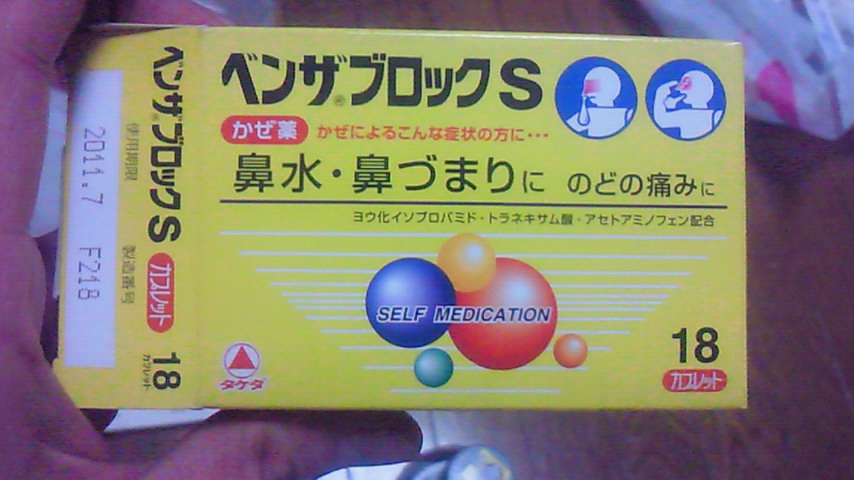 ベンザ®ブロックS
かぜ薬 かぜによるこんな症状の方に…
鼻水・鼻づまりに のどの痛みに
ヨウ化イソプロパミド・トラネキサム酸・アセトアミノフェン配合
SELF MEDICATION
タケダ
18
カプレット
ベンザ®ブロックS カプレット 18 カプレット
使用期限 製造番号
2011.7 F218